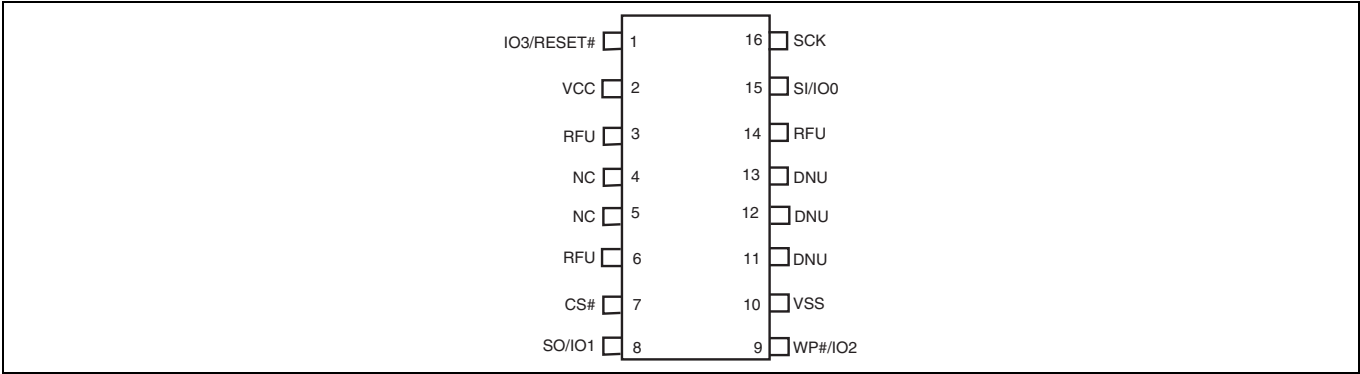 IO3/RESET# 1 16 SCK
VCC 2 15 SI/IO0
RFU 3 14 RFU
NC 4 13 DNU
NC 5 12 DNU
RFU 6 11 DNU
CS# 7 10 VSS
SO/IO1 8 9 WP#/IO2